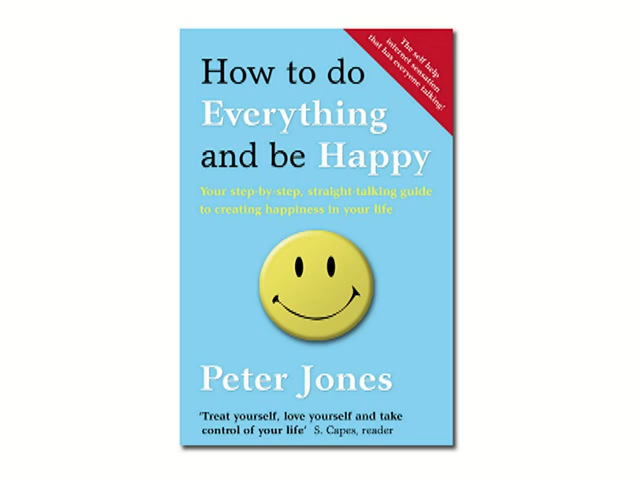 The self help
internet sensation
that has everyone talking!
How to do
Everything
and be Happy
Your step-by-step, straight-talking guide
to creating happiness in your life
Peter Jones
'Treat yourself, love yourself and take
control of your life' S. Capes, reader